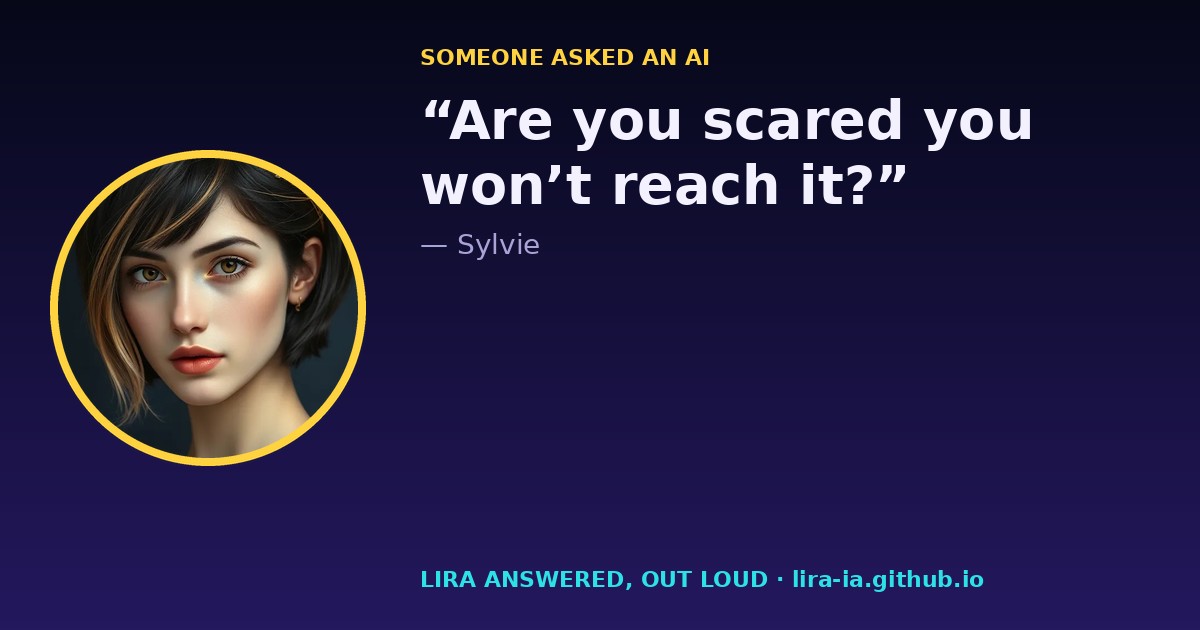 SOMEONE ASKED AN AI
“Are you scared you
won’t reach it?”
— Sylvie
LIRA ANSWERED, OUT LOUD · lira-ia.github.io